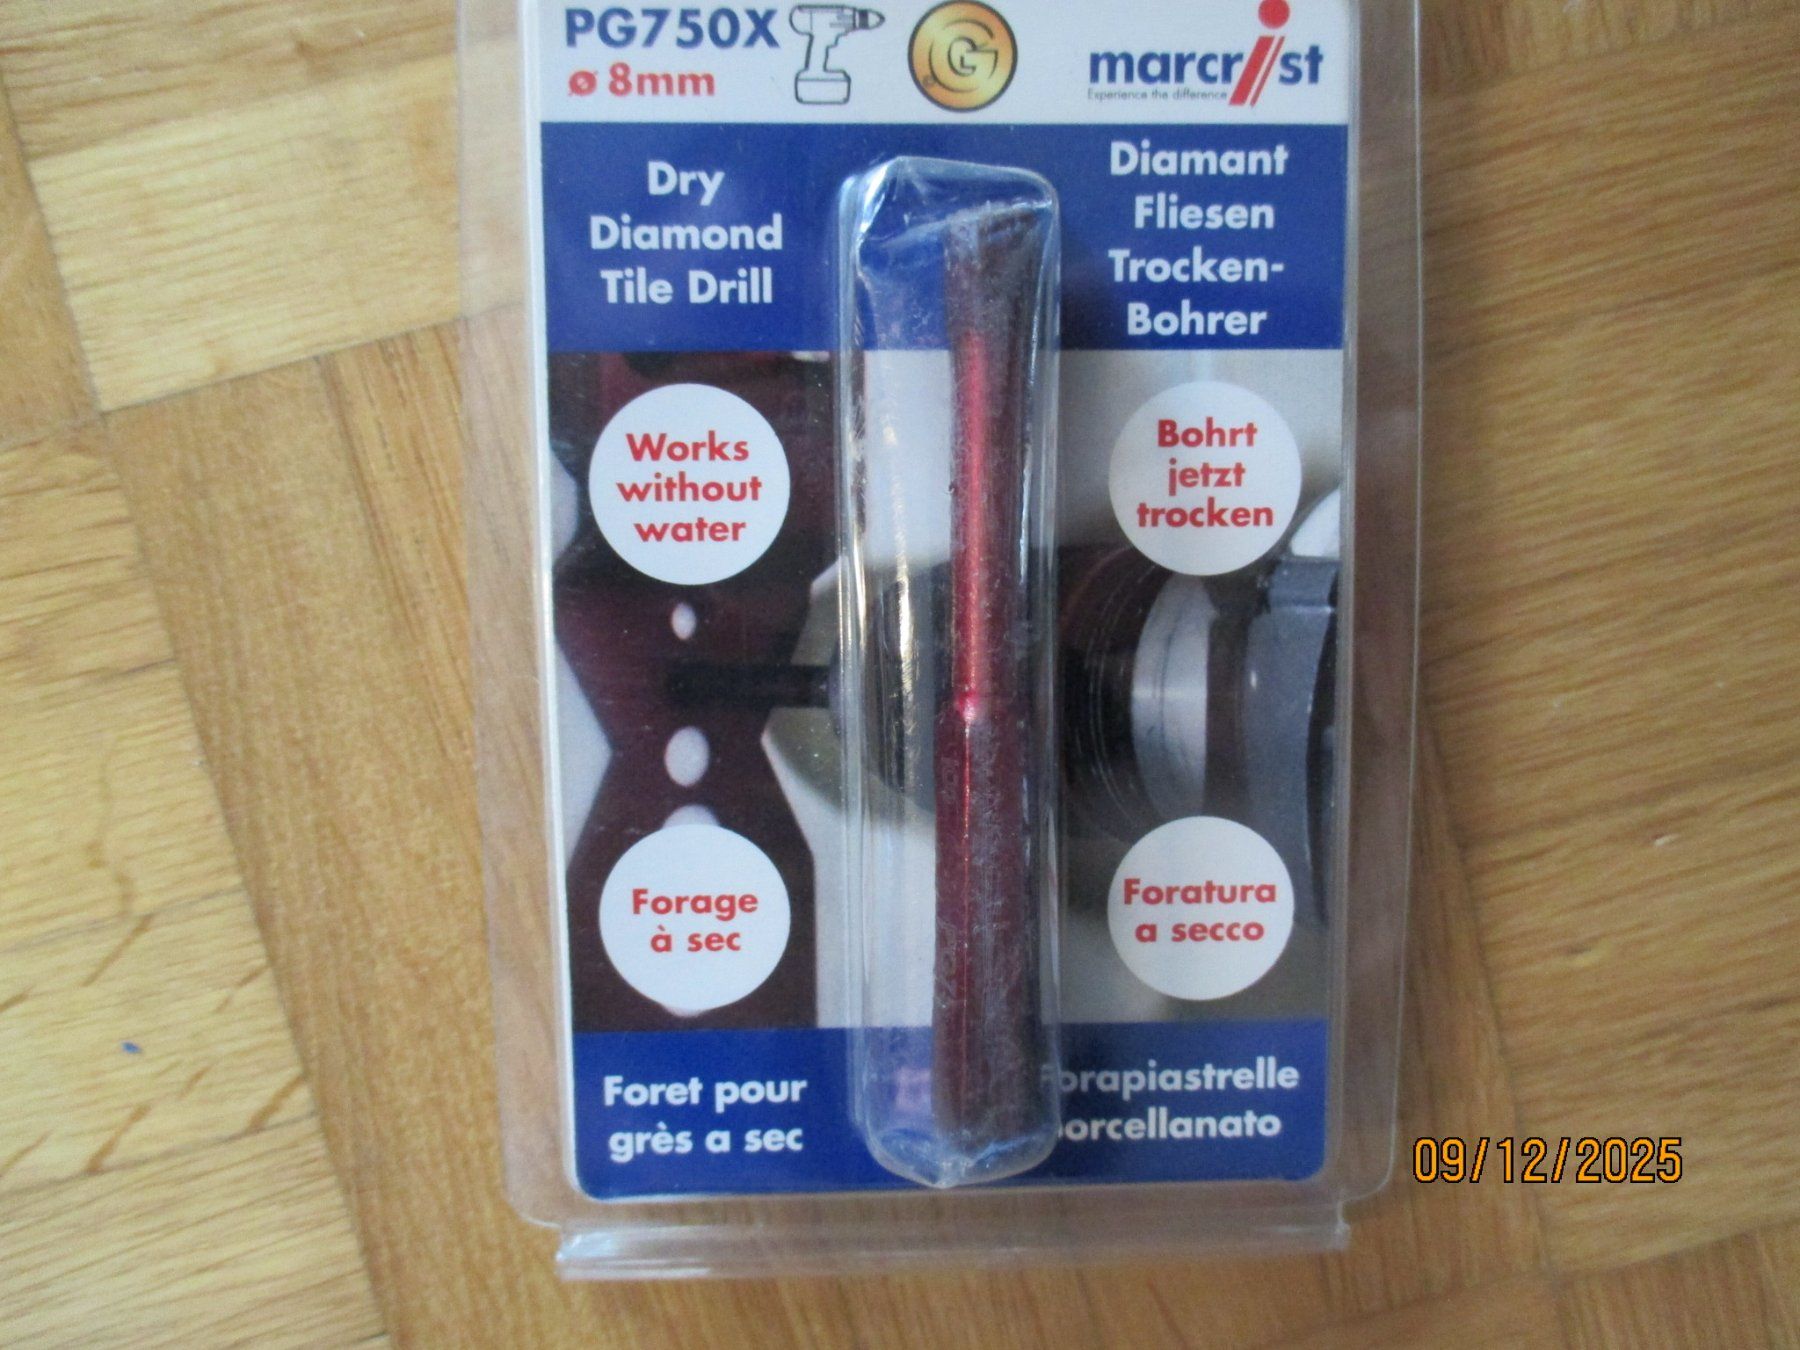 PG750X
ø 8mm
G
marcrist
Experience the difference
Dry
Diamond
Tile Drill
Diamant
Fliesen
Trocken-
Bohrer
Works
without
water
Bohrt
jetzt
trocken
Forage
à sec
Foratura
a secco
Foret pour
grès a sec
orapiastrelle
orcellanato
09/12/2025